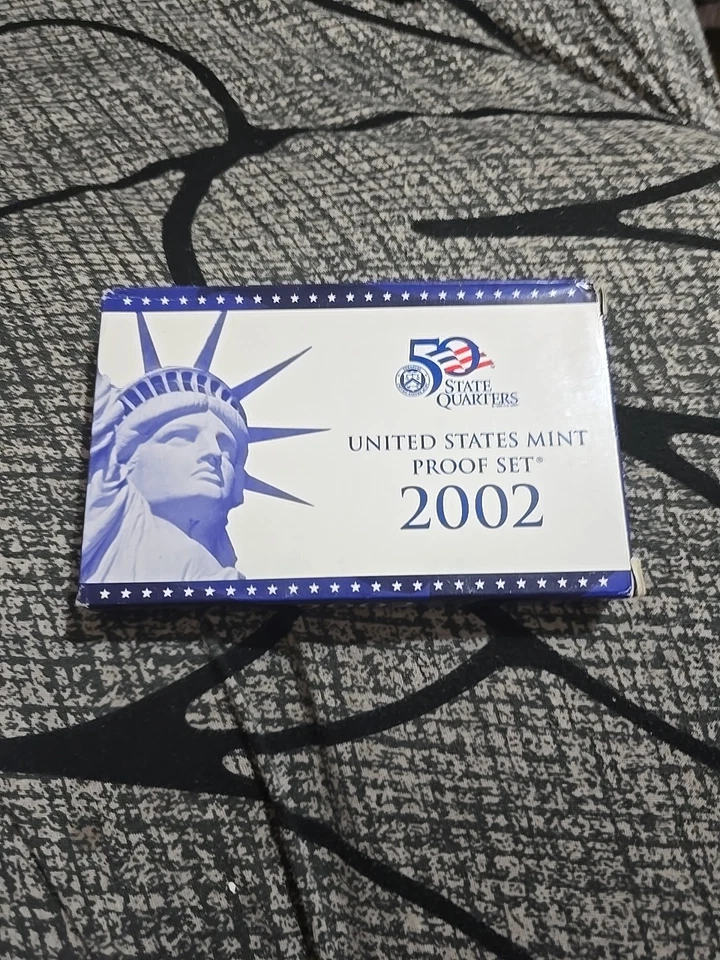 50
STATE
QUARTERS
UNITED STATES MINT
PROOF SET®
2002